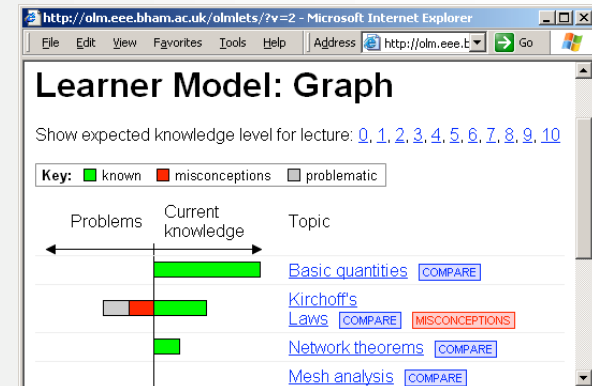 http://olm.eee.bham.ac.uk/olmlets/?v=2 - Microsoft Internet Explorer
File Edit View Favorites Tools Help Address http://olm.eee.b Go
Learner Model: Graph
Show expected knowledge level for lecture: 0, 1, 2, 3, 4, 5, 6, 7, 8, 9, 10
Key: known misconceptions problematic
Problems Current knowledge Topic
Basic quantities COMPARE
Kirchoff's
Laws COMPARE MISCONCEPTIONS
Network theorems COMPARE
Mesh analysis COMPARE